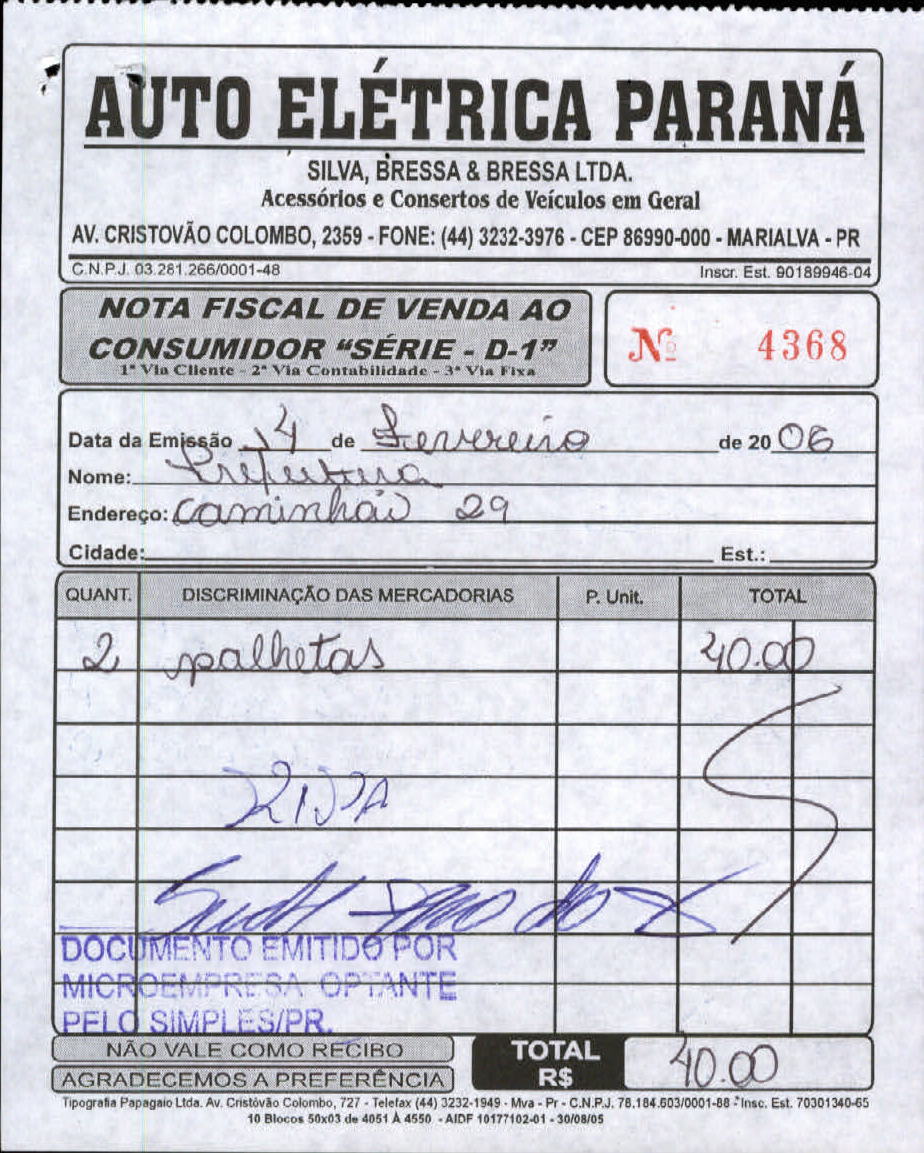 AUTO ELÉTRICA PARANÁ
SILVA, BRESSA & BRESSA LTDA.
Acessórios e Consertos de Veículos em Geral
AV. CRISTOVÃO COLOMBO, 2359 - FONE: (44) 3232-3976 - CEP 86990-000 - MARIALVA - PR
C.N.P.J. 03.281.266/0001-48 Inscr. Est. 90189946-04
NOTA FISCAL DE VENDA AO
CONSUMIDOR "SÉRIE - D-1"
1ª Via Cliente - 2ª Via Contabilidade - 3ª Via Fixa
Nº 4368
Data da Emissão 14 de Fevereiro de 2006
Nome: Prefeitura
Endereço: Caminhão 29
Cidade: Est.:
QUANT. DISCRIMINAÇÃO DAS MERCADORIAS P. Unit. TOTAL
2 palhetas 40.00
DOCUMENTO EMITIDO POR
MICROEMPRESA OPTANTE
PELO SIMPLES/PR.
NÃO VALE COMO RECIBO
AGRADECEMOS A PREFERÊNCIA
TOTAL
R$ 40.00
Tipografia Papagaio Ltda. Av. Cristóvão Colombo, 727 - Telefax (44) 3232-1949 - Mva - Pr - C.N.P.J. 78.184.603/0001-88 - Insc. Est. 70301340-65
10 Blocos 50x03 de 4051 À 4550 - AIDF 10177102-01 - 30/08/05